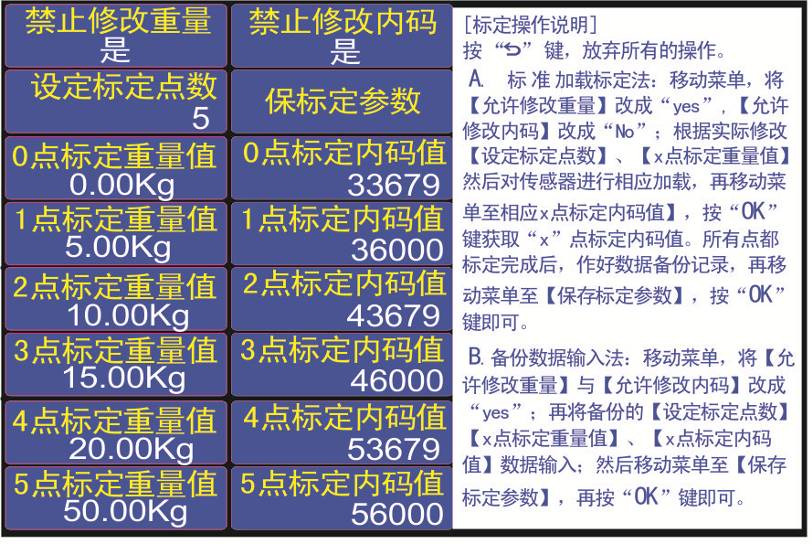 禁止修改重量
是
禁止修改内码
是
设定标定点数
5
保标定参数
0点标定重量值
0.00Kg
0点标定内码值
33679
1点标定重量值
5.00Kg
1点标定内码值
36000
2点标定重量值
10.00Kg
2点标定内码值
43679
3点标定重量值
15.00Kg
3点标定内码值
46000
4点标定重量值
20.00Kg
4点标定内码值
53679
5点标定重量值
50.00Kg
5点标定内码值
56000
[标定操作说明]
按“⮌”键，放弃所有的操作。
A. 标准加载标定法：移动菜单，将
【允许修改重量】改成“yes”,【允许
修改内码】改成“No”；根据实际修改
【设定标定点数】、【x点标定重量值】
然后对传感器进行相应加载，再移动菜
单至相应x点标定内码值】，按“OK”
键获取“x”点标定内码值。所有点都
标定完成后，作好数据备份记录，再移
动菜单至【保存标定参数】，按“OK”
键即可。
B. 备份数据输入法：移动菜单，将【允
许修改重量】与【允许修改内码】改成
“yes”；再将备份的【设定标定点数】
【x点标定重量值】、【x点标定内码
值】数据输入；然后移动菜单至【保存
标定参数】，再按“OK”键即可。